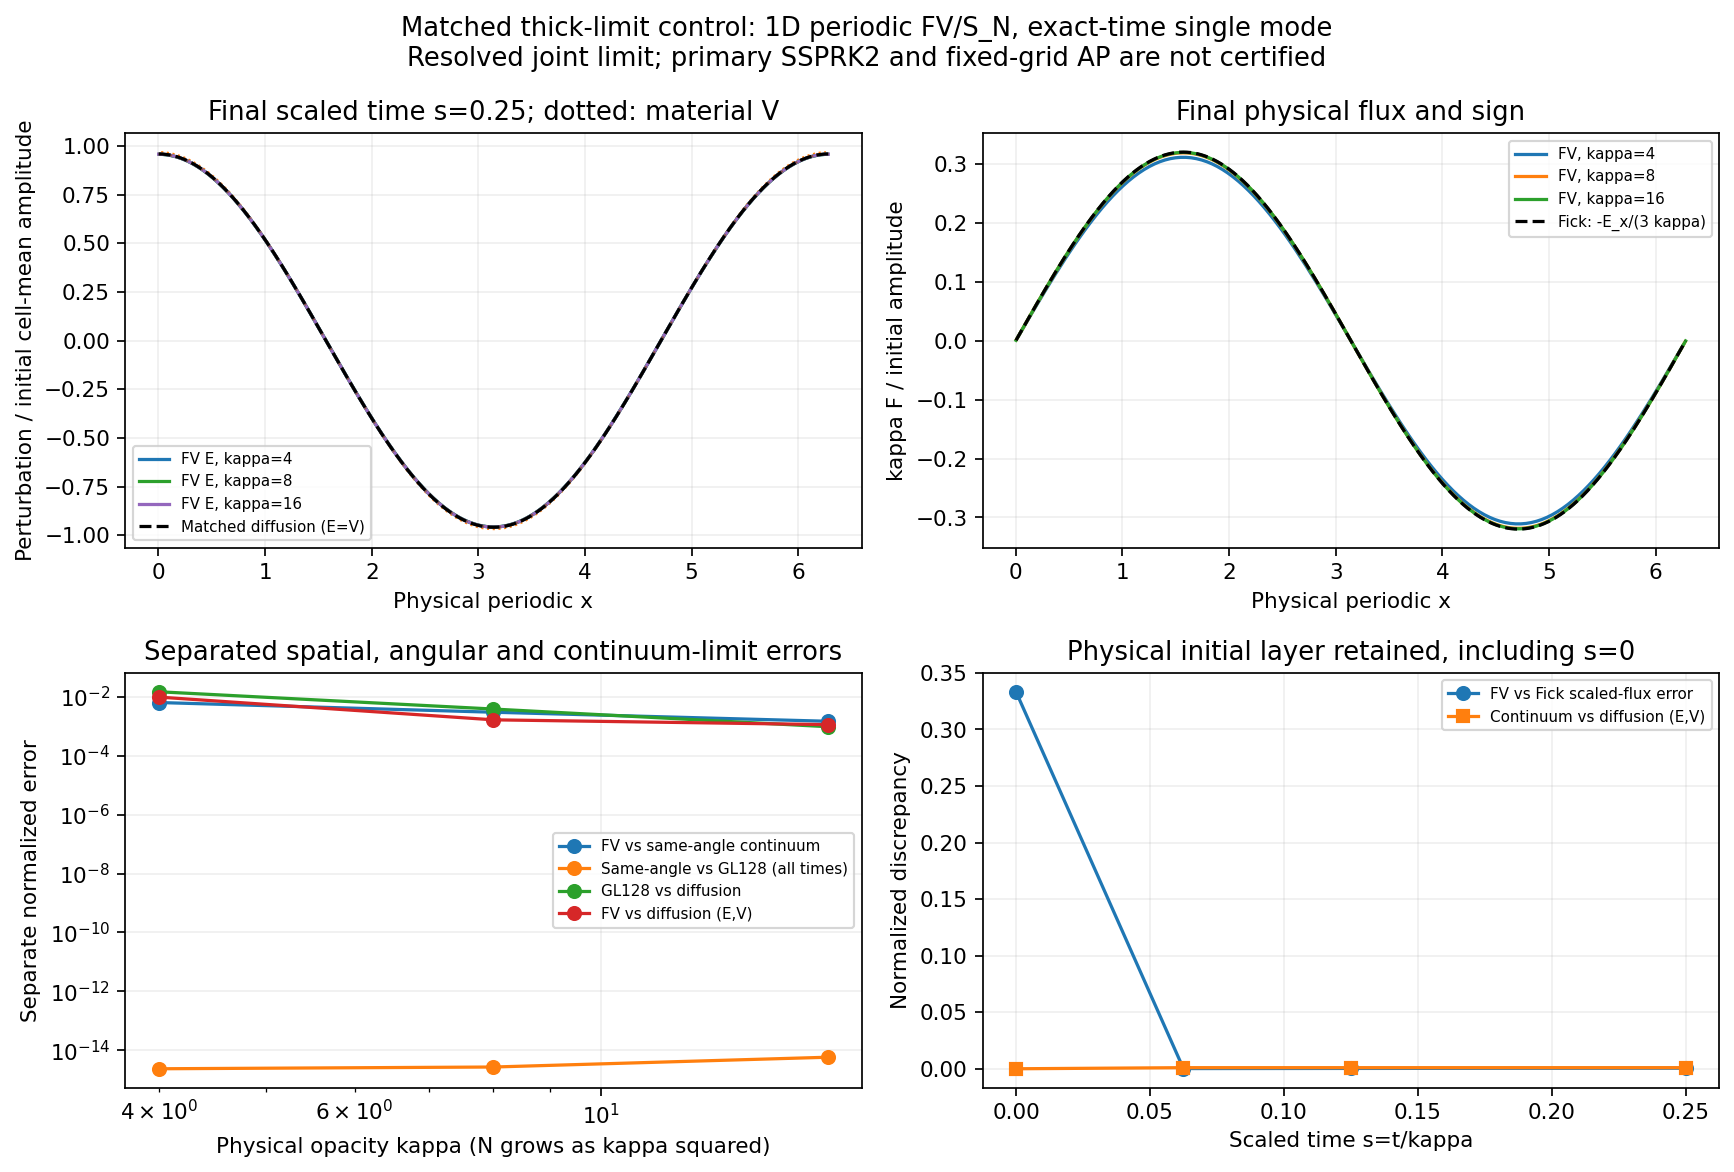 Matched thick-limit control: 1D periodic FV/S_N, exact-time single mode
Resolved joint limit; primary SSPRK2 and fixed-grid AP are not certified
Final scaled time s=0.25; dotted: material V
Perturbation / initial cell-mean amplitude
1.00
0.75
0.50
0.25
0.00
−0.25
−0.50
−0.75
−1.00
FV E, kappa=4
FV E, kappa=8
FV E, kappa=16
Matched diffusion (E=V)
0 1 2 3 4 5 6
Physical periodic x
Final physical flux and sign
kappa F / initial amplitude
0.3
0.2
0.1
0.0
−0.1
−0.2
−0.3
FV, kappa=4
FV, kappa=8
FV, kappa=16
Fick: -E_x/(3 kappa)
0 1 2 3 4 5 6
Physical periodic x
Separated spatial, angular and continuum-limit errors
Separate normalized error
10⁻²
10⁻⁴
10⁻⁶
10⁻⁸
10⁻¹⁰
10⁻¹²
10⁻¹⁴
FV vs same-angle continuum
Same-angle vs GL128 (all times)
GL128 vs diffusion
FV vs diffusion (E,V)
4 × 10⁰ 6 × 10⁰ 10¹
Physical opacity kappa (N grows as kappa squared)
Physical initial layer retained, including s=0
Normalized discrepancy
0.35
0.30
0.25
0.20
0.15
0.10
0.05
0.00
FV vs Fick scaled-flux error
Continuum vs diffusion (E,V)
0.00 0.05 0.10 0.15 0.20 0.25
Scaled time s=t/kappa